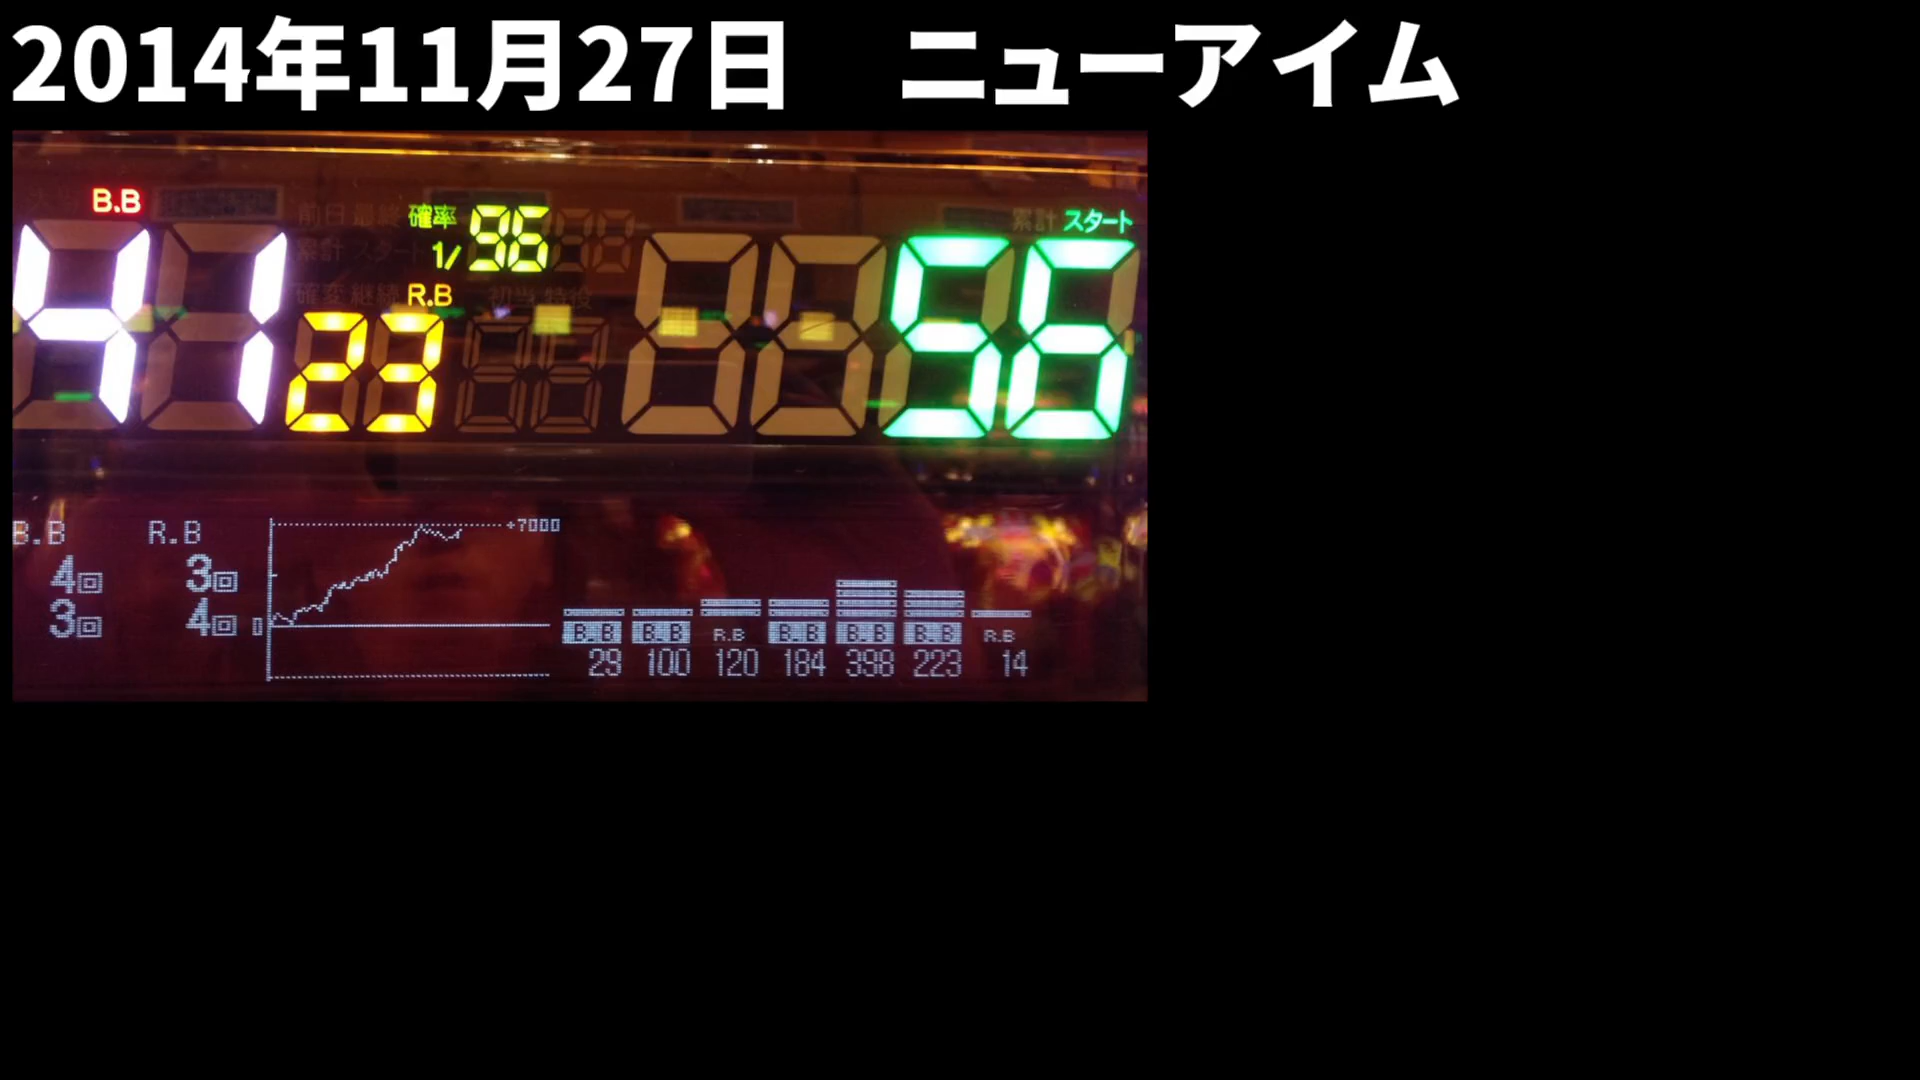 2014年11月27日　ニューアイム
B.B
確率
1/
96
累計 スタート
41
R.B
23
56
B.B R.B
4回 3回
3回 4回
+7000
0
B.B B.B R.B B.B B.B B.B R.B
29 100 120 184 398 223 14